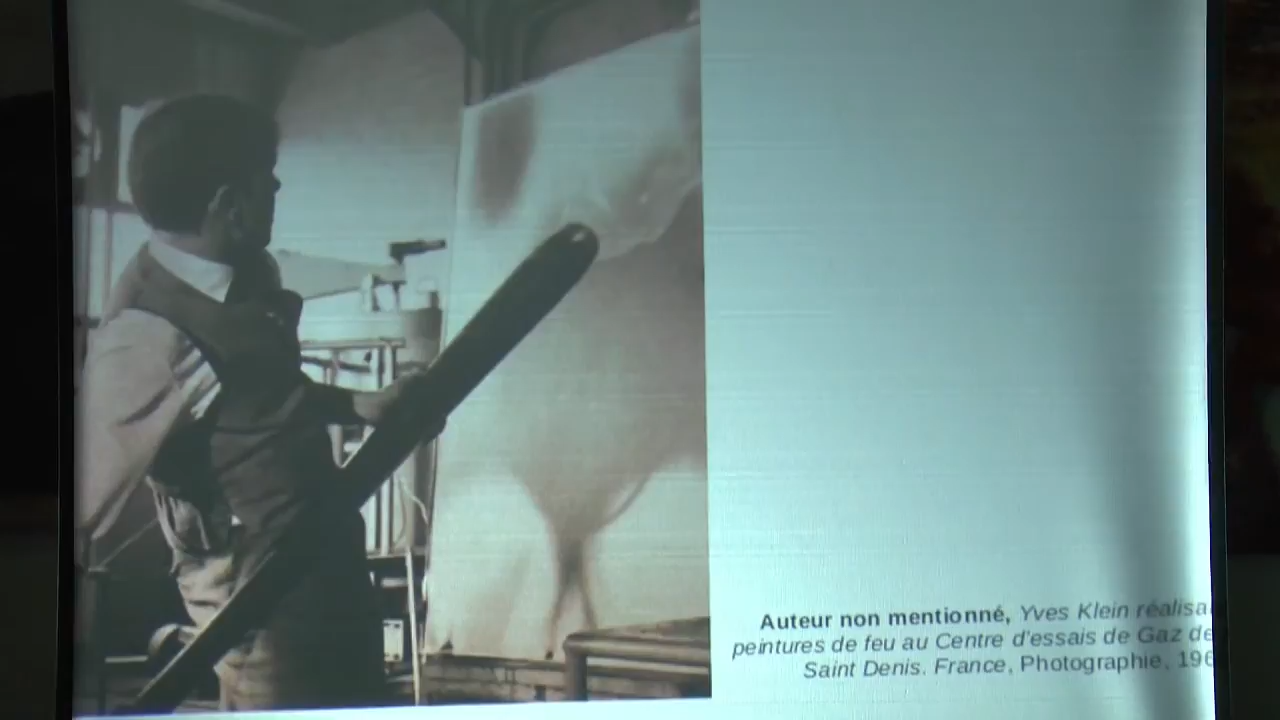 Auteur non mentionné, Yves Klein réalisa
peintures de feu au Centre d'essais de Gaz de
Saint Denis. France, Photographie, 196